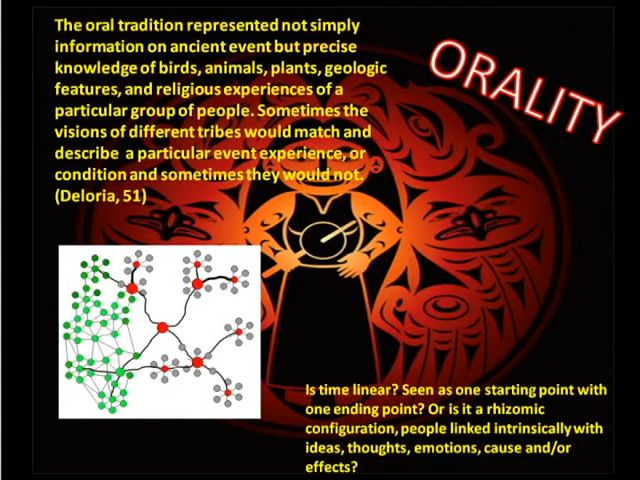 The oral tradition represented not simply
information on ancient event but precise
knowledge of birds, animals, plants, geologic
features, and religious experiences of a
particular group of people. Sometimes the
visions of different tribes would match and
describe a particular event experience, or
condition and sometimes they would not.
(Deloria, 51)
ORALITY
Is time linear? Seen as one starting point with
one ending point? Or is it a rhizomic
configuration, people linked intrinsically with
ideas, thoughts, emotions, cause and/or
effects?